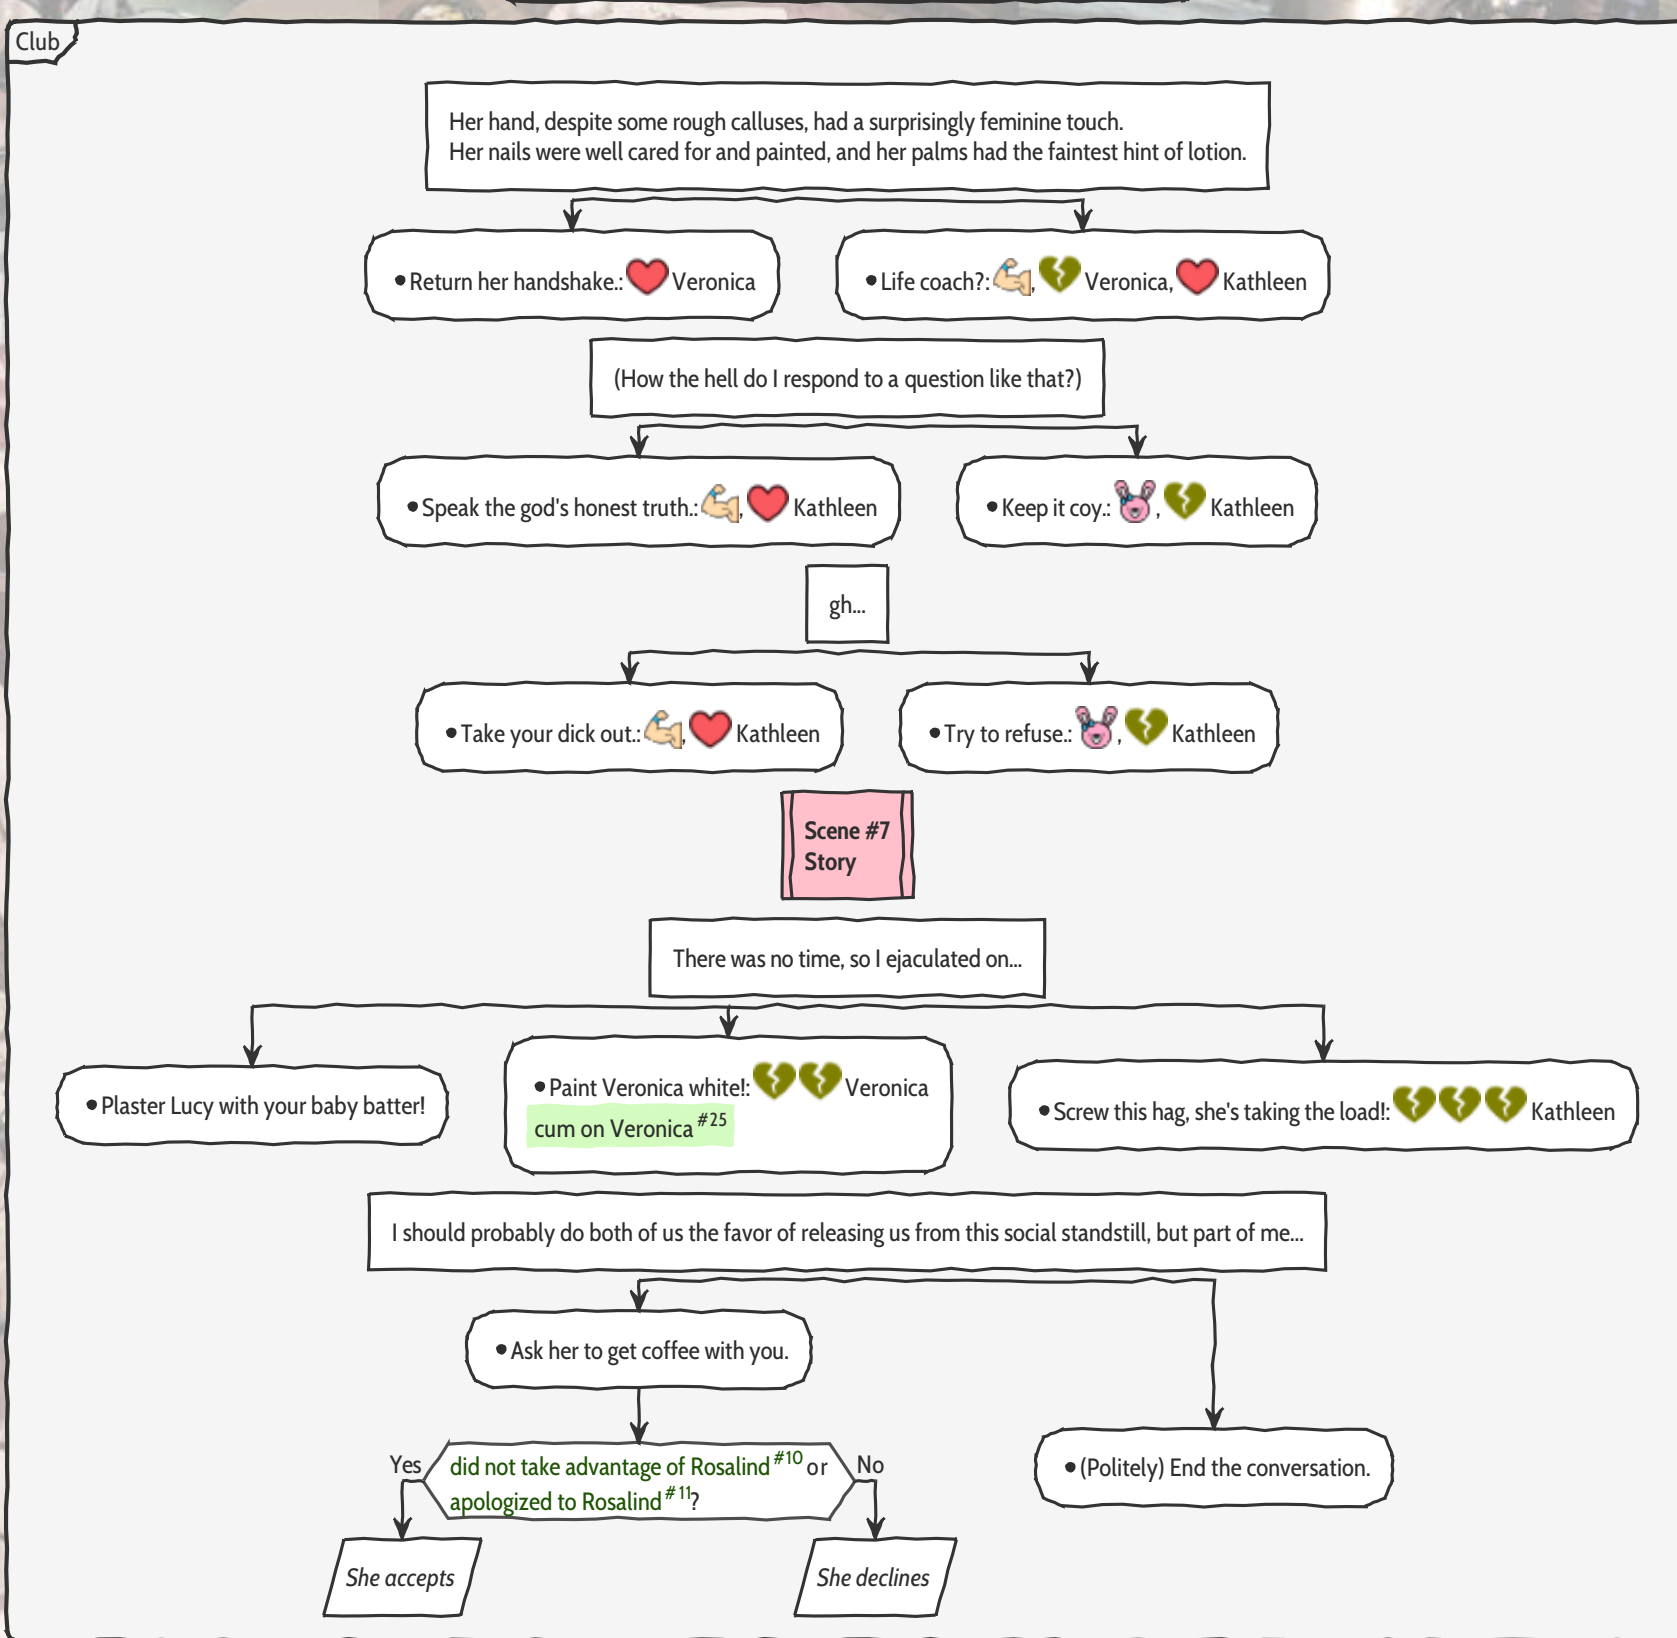 Club
Her hand, despite some rough calluses, had a surprisingly feminine touch.
Her nails were well cared for and painted, and her palms had the faintest hint of lotion.
•Return her handshake.: Veronica
•Life coach?: , Veronica, Kathleen
(How the hell do I respond to a question like that?)
•Speak the god's honest truth.: , Kathleen
•Keep it coy.: , Kathleen
gh...
•Take your dick out.: , Kathleen
•Try to refuse.: , Kathleen
Scene #7
Story
There was no time, so I ejaculated on...
•Plaster Lucy with your baby batter!
•Paint Veronica white!: Veronica
cum on Veronica #25
•Screw this hag, she's taking the load!: Kathleen
I should probably do both of us the favor of releasing us from this social standstill, but part of me...
•Ask her to get coffee with you.
•(Politely) End the conversation.
Yes
did not take advantage of Rosalind #10 or
apologized to Rosalind #11?
No
She accepts
She declines